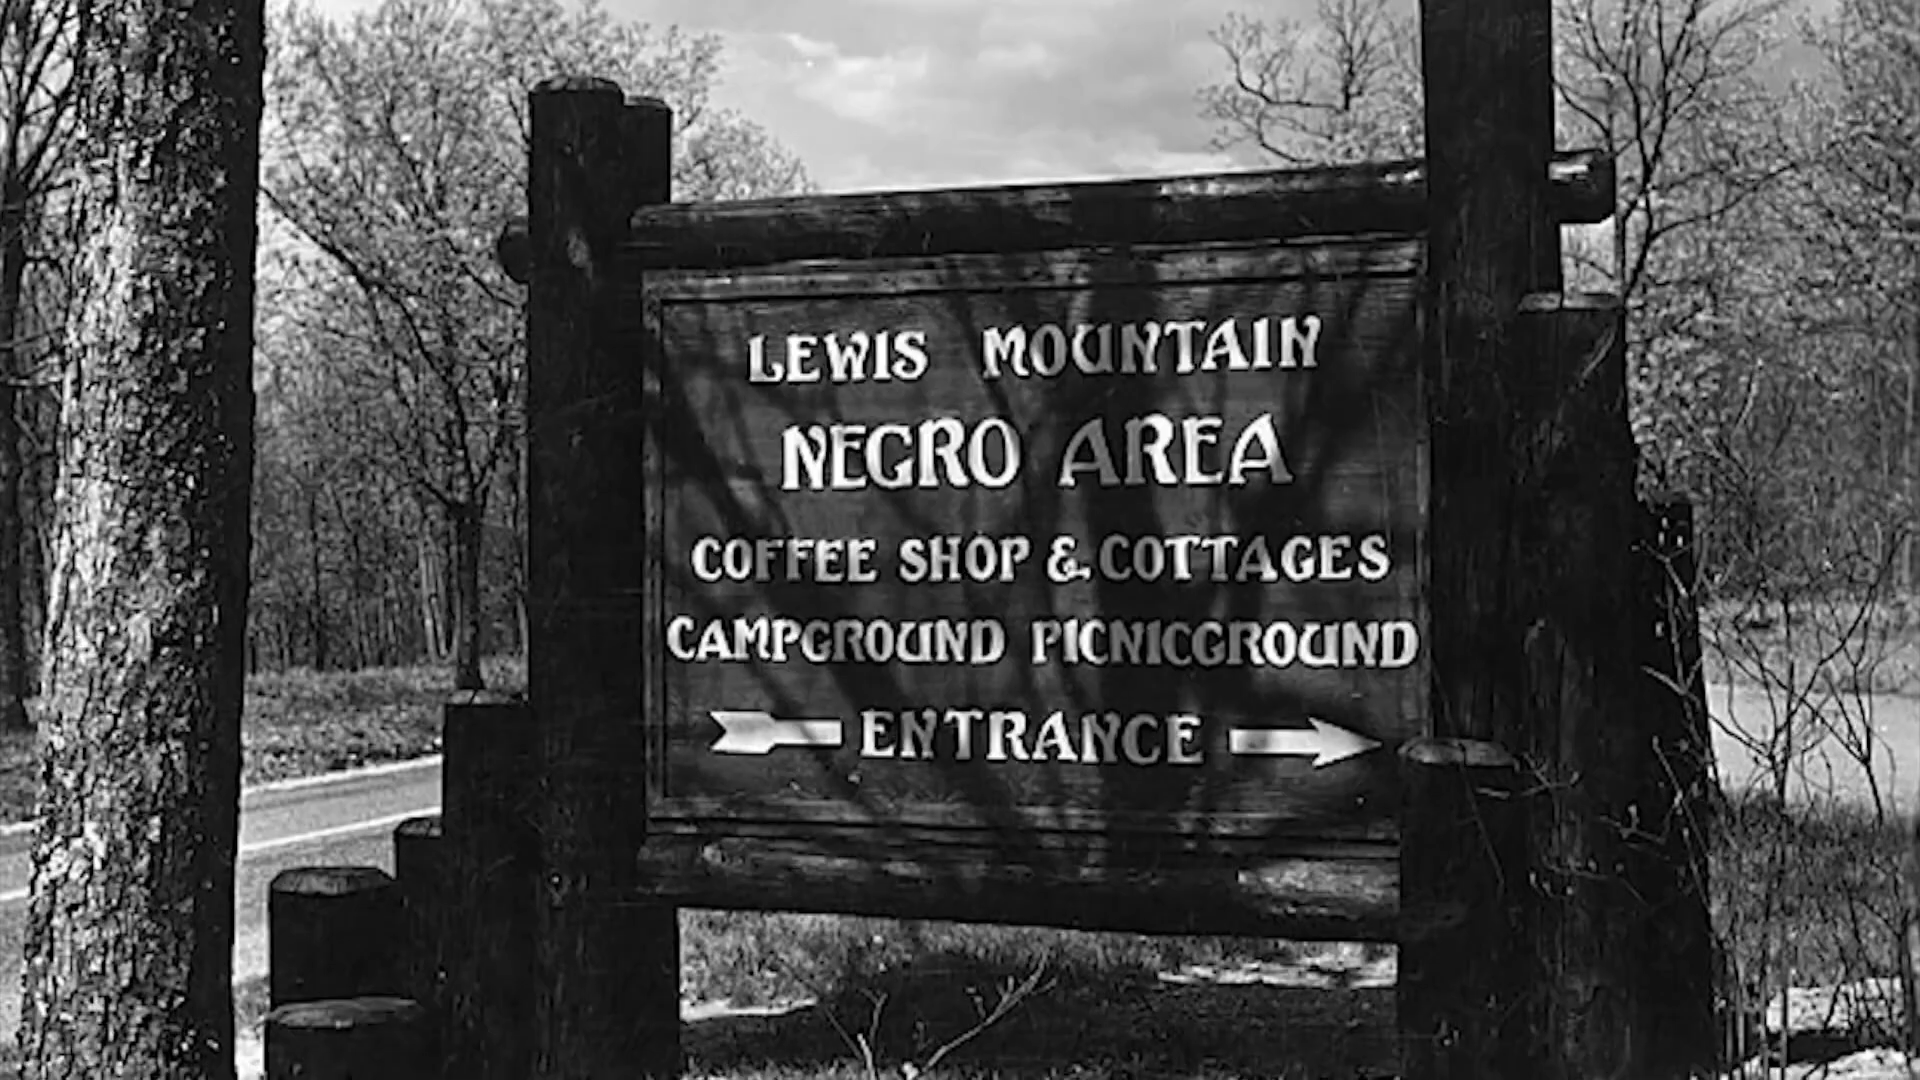 LEWIS MOUNTAIN
NEGRO AREA
COFFEE SHOP & COTTAGES
CAMPGROUND PICNICGROUND
ENTRANCE